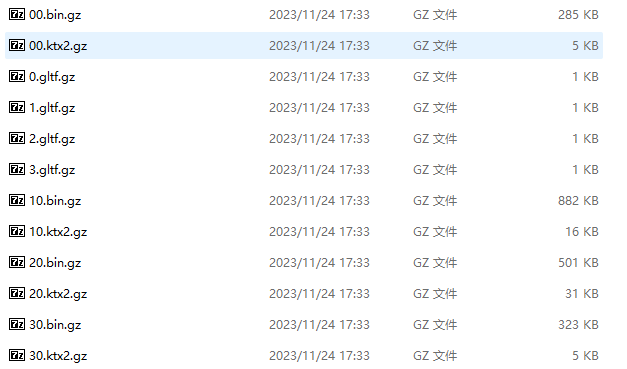 00.bin.gz 2023/11/24 17:33 GZ 文件 285 KB
00.ktx2.gz 2023/11/24 17:33 GZ 文件 5 KB
0.gltf.gz 2023/11/24 17:33 GZ 文件 1 KB
1.gltf.gz 2023/11/24 17:33 GZ 文件 1 KB
2.gltf.gz 2023/11/24 17:33 GZ 文件 1 KB
3.gltf.gz 2023/11/24 17:33 GZ 文件 1 KB
10.bin.gz 2023/11/24 17:33 GZ 文件 882 KB
10.ktx2.gz 2023/11/24 17:33 GZ 文件 16 KB
20.bin.gz 2023/11/24 17:33 GZ 文件 501 KB
20.ktx2.gz 2023/11/24 17:33 GZ 文件 31 KB
30.bin.gz 2023/11/24 17:33 GZ 文件 323 KB
30.ktx2.gz 2023/11/24 17:33 GZ 文件 5 KB